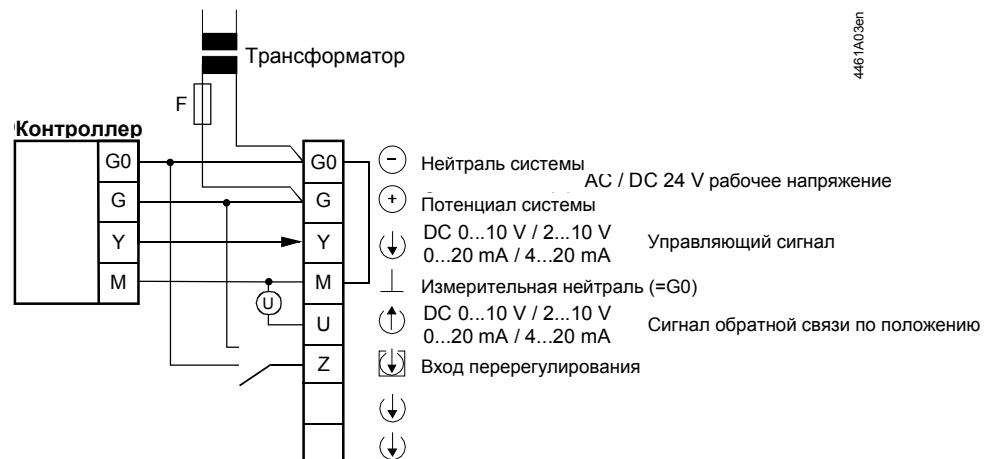 4461A03en
Трансформатор
F
Контроллер
G0
G
Y
M
G0
G
Y
M
U
Z
U
Нейтраль системы
AC / DC 24 V рабочее напряжение
Потенциал системы
DC 0...10 V / 2...10 V
0...20 mA / 4...20 mA
Управляющий сигнал
Измерительная нейтраль (=G0)
DC 0...10 V / 2...10 V
0...20 mA / 4...20 mA
Сигнал обратной связи по положению
Вход перерегулирования